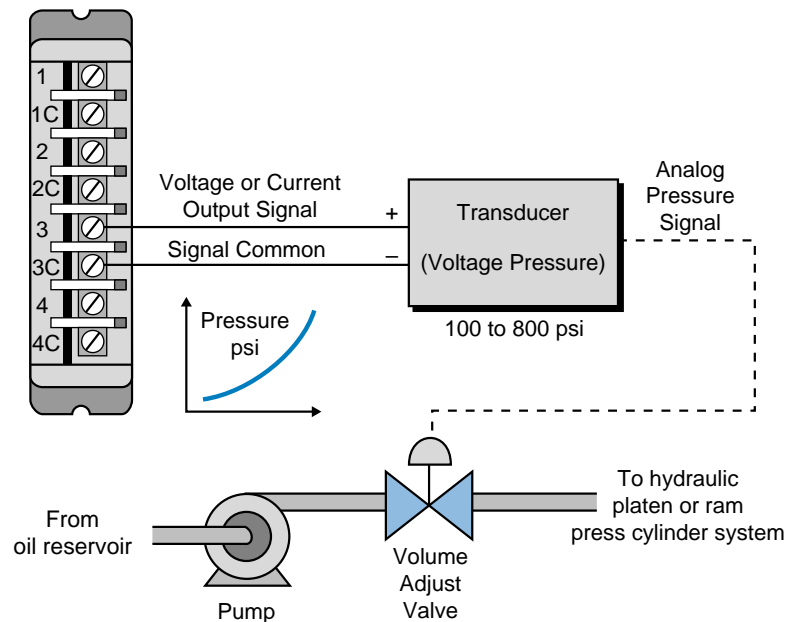 1
1C
2
2C
3
3C
4
4C
Voltage or Current
Output Signal
Signal Common
+
–
Transducer
(Voltage Pressure)
100 to 800 psi
Analog
Pressure
Signal
Pressure
psi
From
oil reservoir
Pump
Volume
Adjust
Valve
To hydraulic
platen or ram
press cylinder system